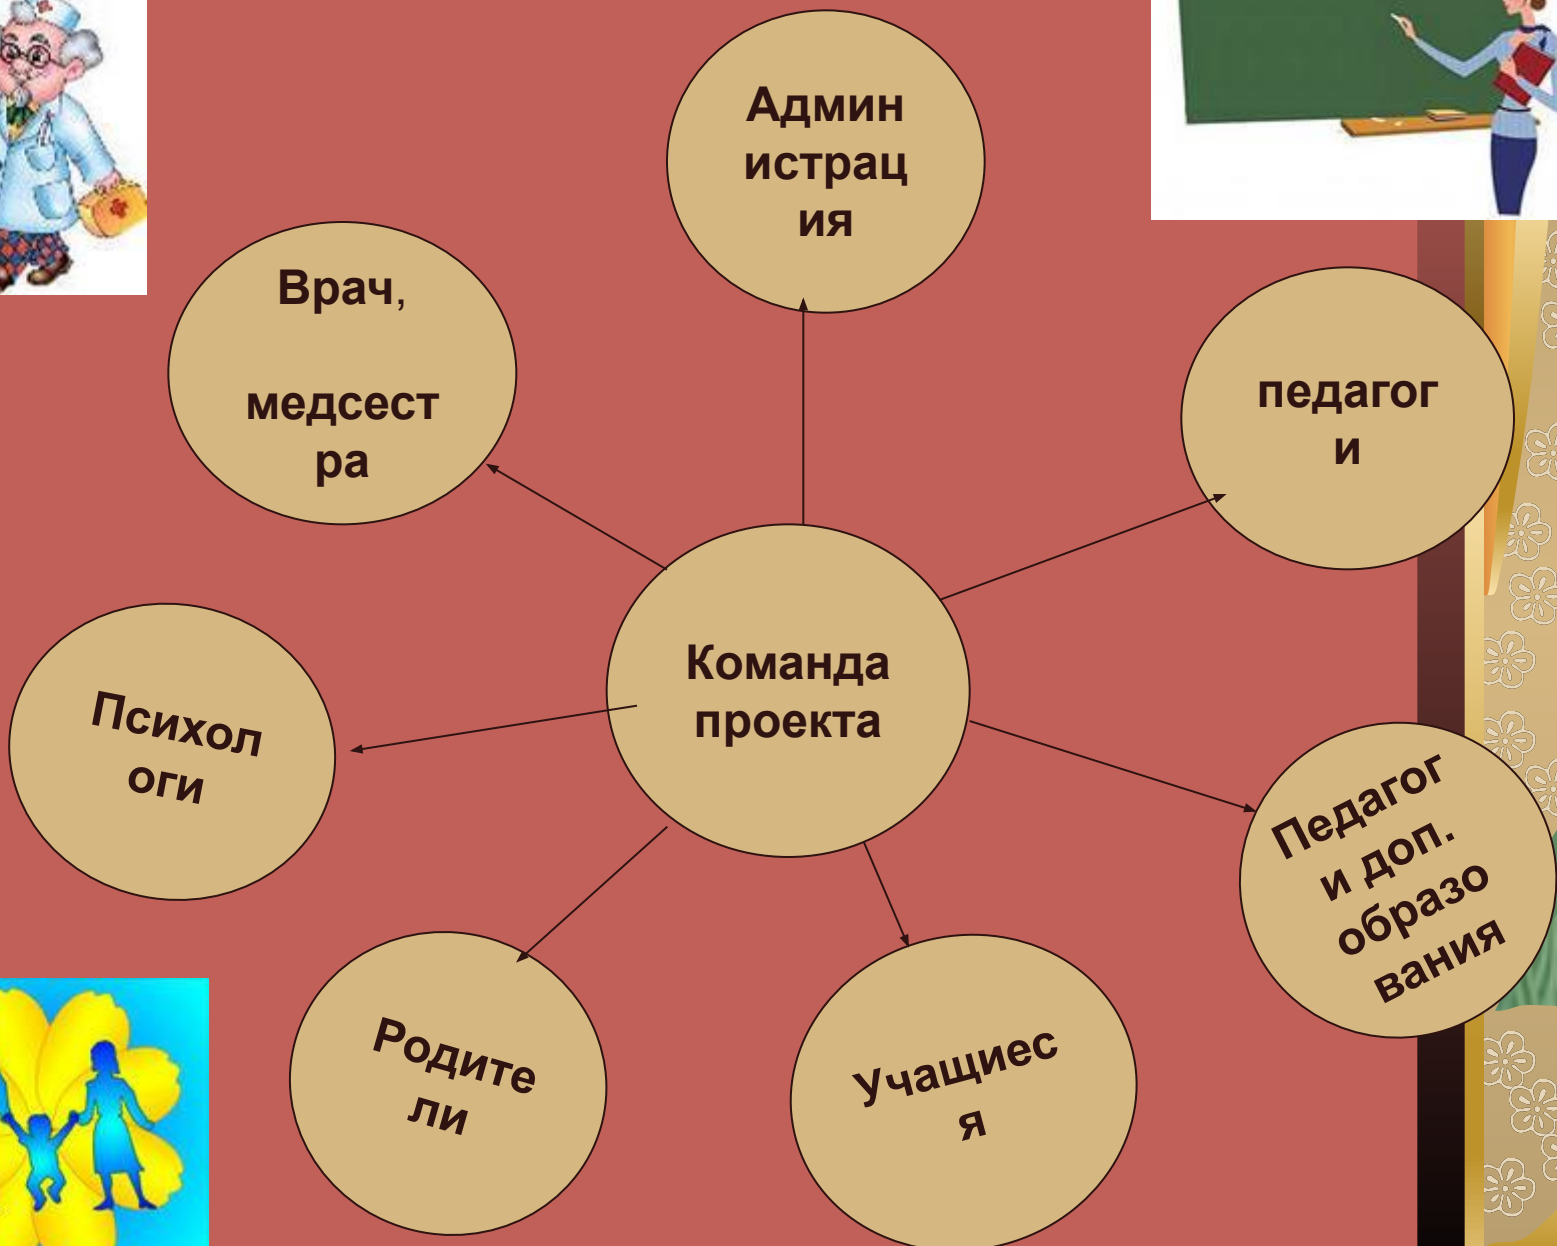 Админ
истрац
ия
Врач,
медсест
ра
педагог
и
Команда
проекта
Психол
оги
Педагог
и доп.
образо
вания
Родите
ли
Учащиес
я